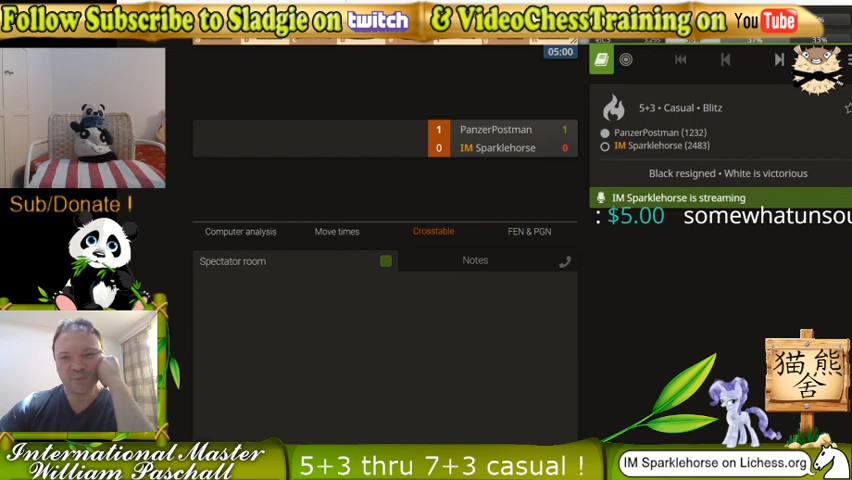 Follow Subscribe to Sladgie on twitch & VideoChessTraining on YouTube
33%
05:00
5+3 • Casual • Blitz
1 PanzerPostman 1
0 IM Sparklehorse 0
PanzerPostman (1232)
IM Sparklehorse (2483)
Black resigned • White is victorious
IM Sparklehorse is streaming
Sub/Donate !
: $5.00 somewhatunsou
Computer analysis
Move times
Crosstable
FEN & PGN
Spectator room
Notes
猫熊
舍
International Master
William Paschall
5+3 thru 7+3 casual !
IM Sparklehorse on Lichess.org